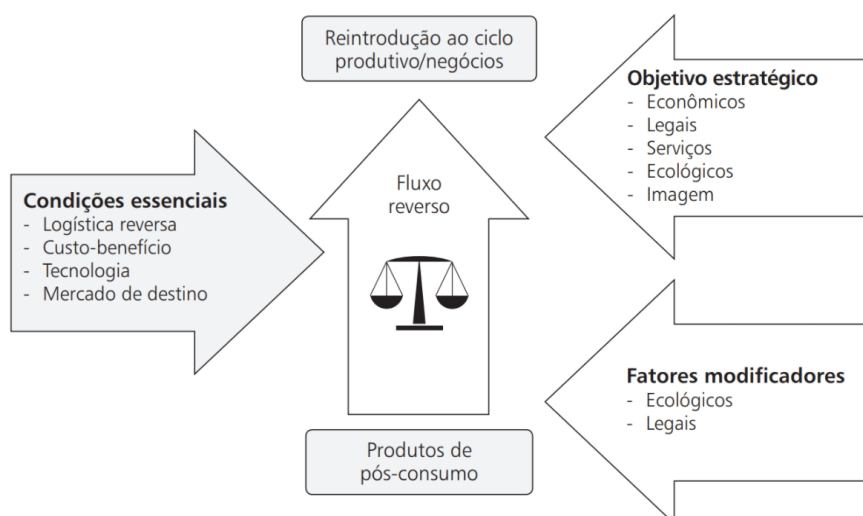 Reintrodução ao ciclo
produtivo/negócios
Objetivo estratégico
- Econômicos
- Legais
- Serviços
- Ecológicos
- Imagem
Condições essenciais
- Logística reversa
- Custo-benefício
- Tecnologia
- Mercado de destino
Fluxo
reverso
Fatores modificadores
- Ecológicos
- Legais
Produtos de
pós-consumo